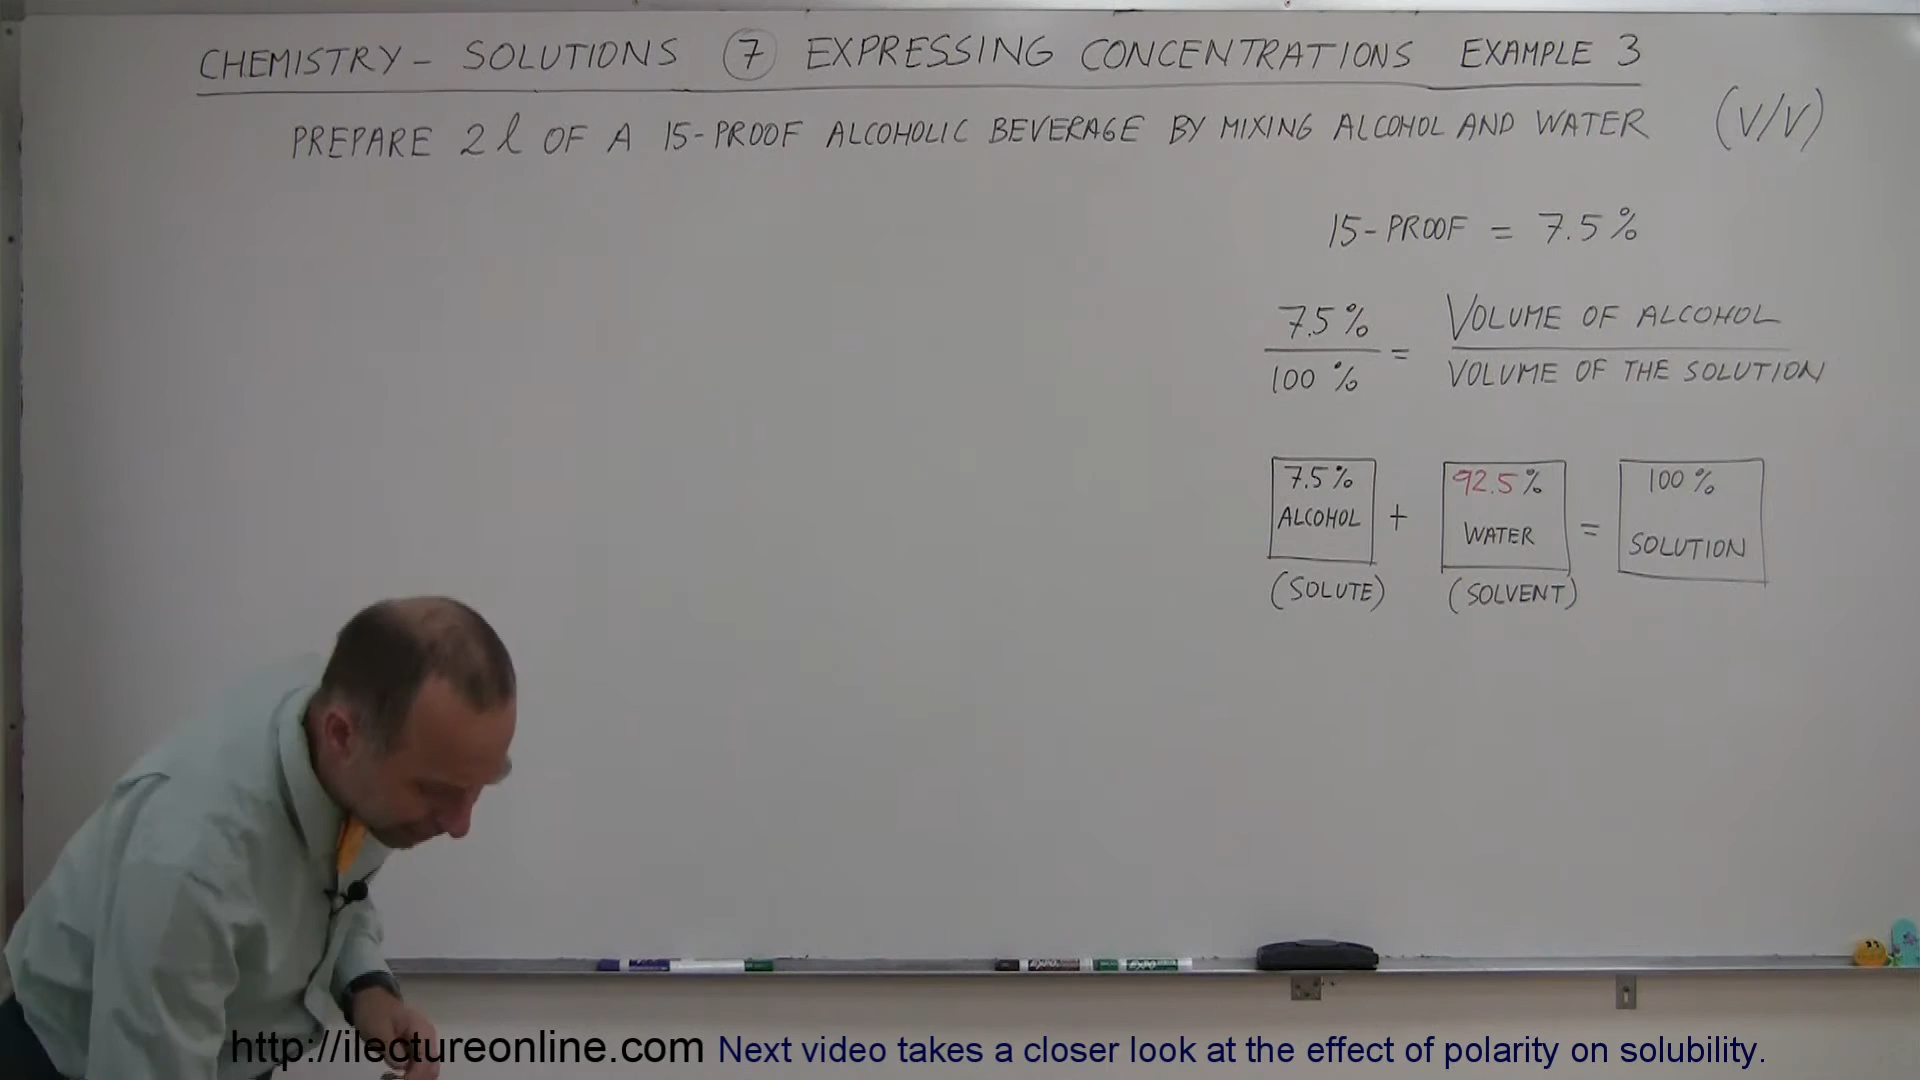 CHEMISTRY - SOLUTIONS 7 EXPRESSING CONCENTRATIONS EXAMPLE 3
PREPARE 2 l OF A 15-PROOF ALCOHOLIC BEVERAGE BY MIXING ALCOHOL AND WATER (V/V)
15-PROOF = 7.5%
7.5% / 100% = VOLUME OF ALCOHOL / VOLUME OF THE SOLUTION
7.5% 92.5% 100%
ALCOHOL + WATER = SOLUTION
(SOLUTE) (SOLVENT)
EXPO EXPO
http://ilectureonline.com Next video takes a closer look at the effect of polarity on solubility.